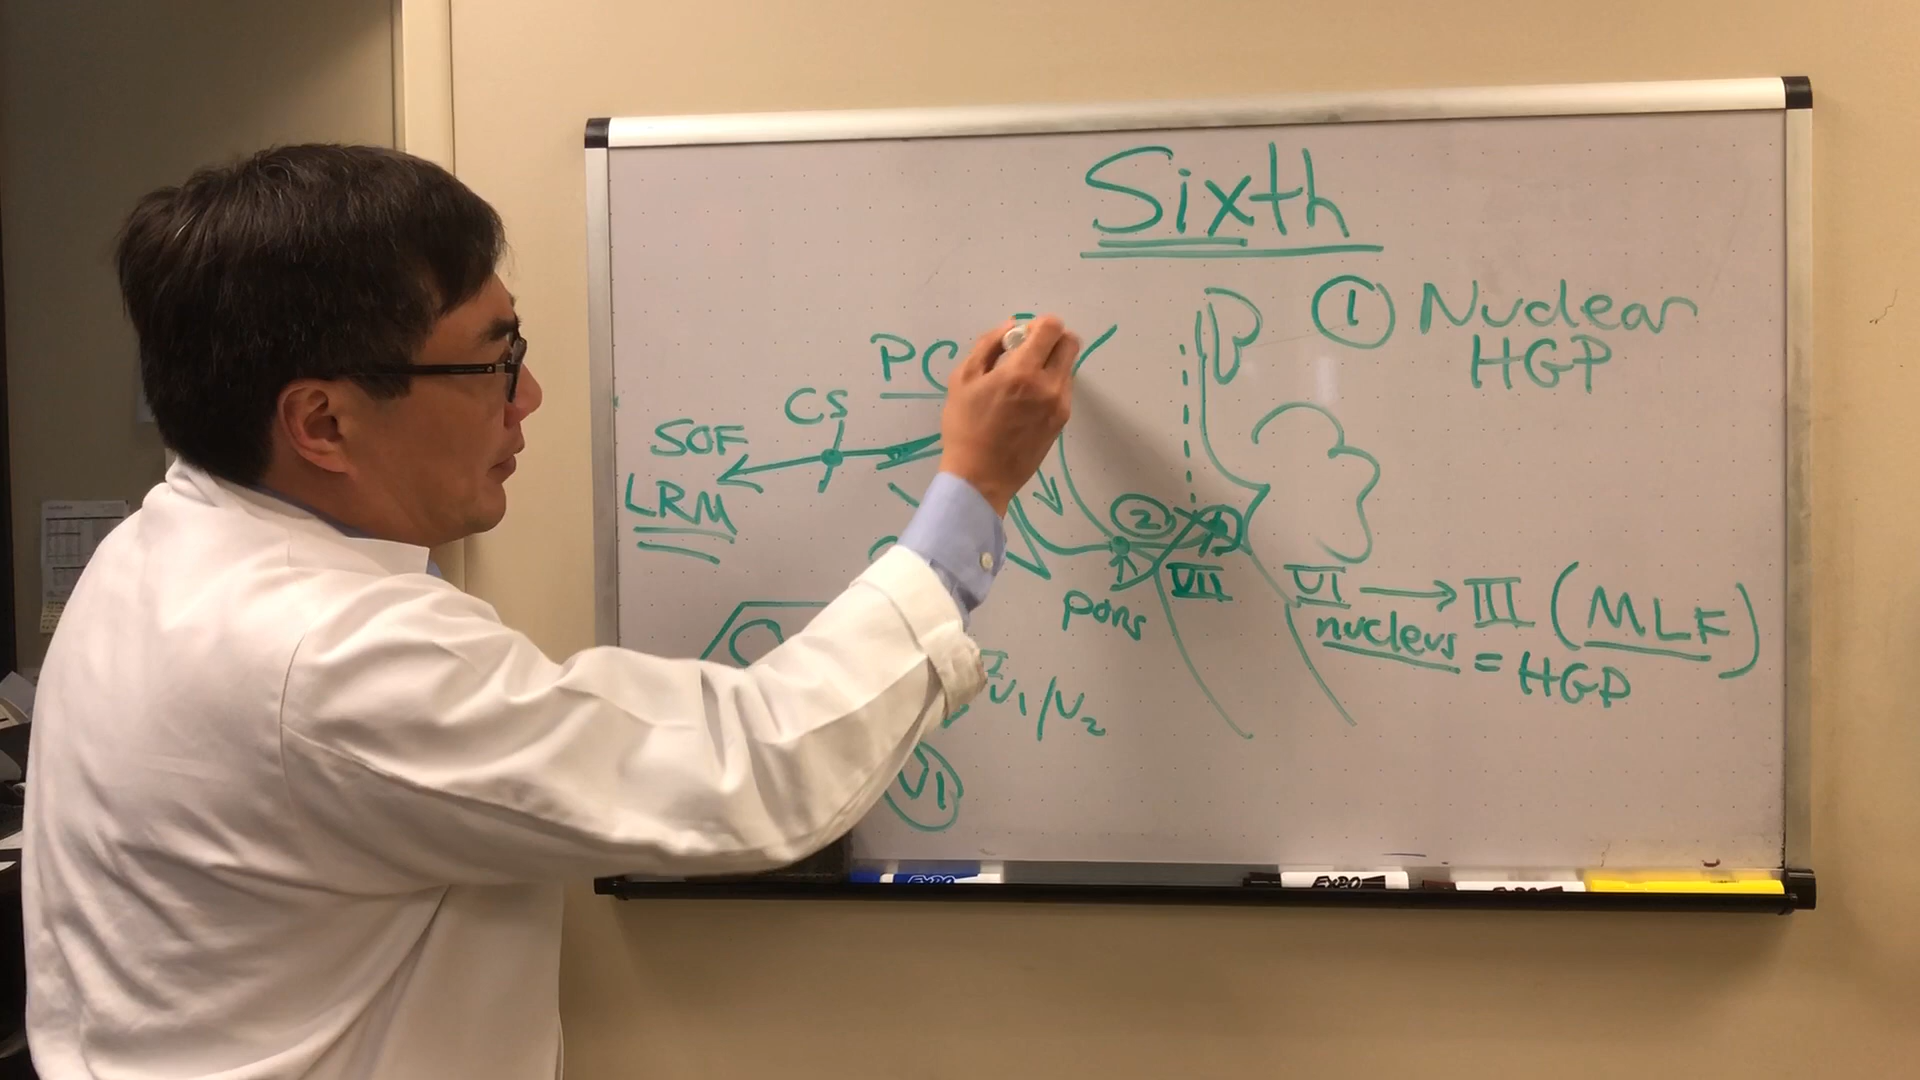 Sixth
① Nuclear
HGP
PC
CS
SOF
LRM
②
VII
pons
VI → III (MLF)
nucleus = HGP
V1/V2
VI
EXPO
EXPO
EXPO